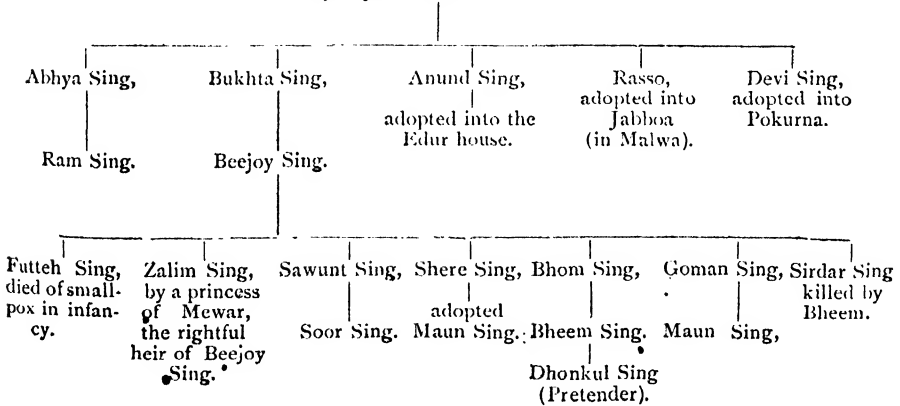 Abhya Sing, Bukhta Sing, Anund Sing, Rasso, Devi Sing,
adopted into the Edur house.
adopted into Jabboa (in Malwa).
adopted into Pokurna.
Ram Sing. Beejoy Sing.
Futteh Sing, Zalim Sing, Sawunt Sing, Shere Sing, Bhom Sing, Goman Sing, Sirdar Sing
died of small-
pox in infan-
cy.
by a princess
of Mewar,
the rightful
heir of Beejoy
Sing.
killed by
Bheem.
adopted
Soor Sing. Maun Sing. Bheem Sing. Maun Sing,
Dhonkul Sing
(Pretender).